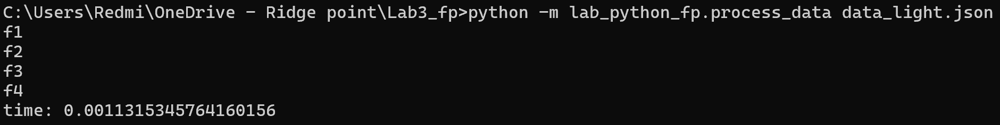 C:\Users\Redmi\OneDrive - Ridge point\Lab3_fp>python -m lab_python_fp.process_data data_light.json
f1
f2
f3
f4
time: 0.0011315345764160156